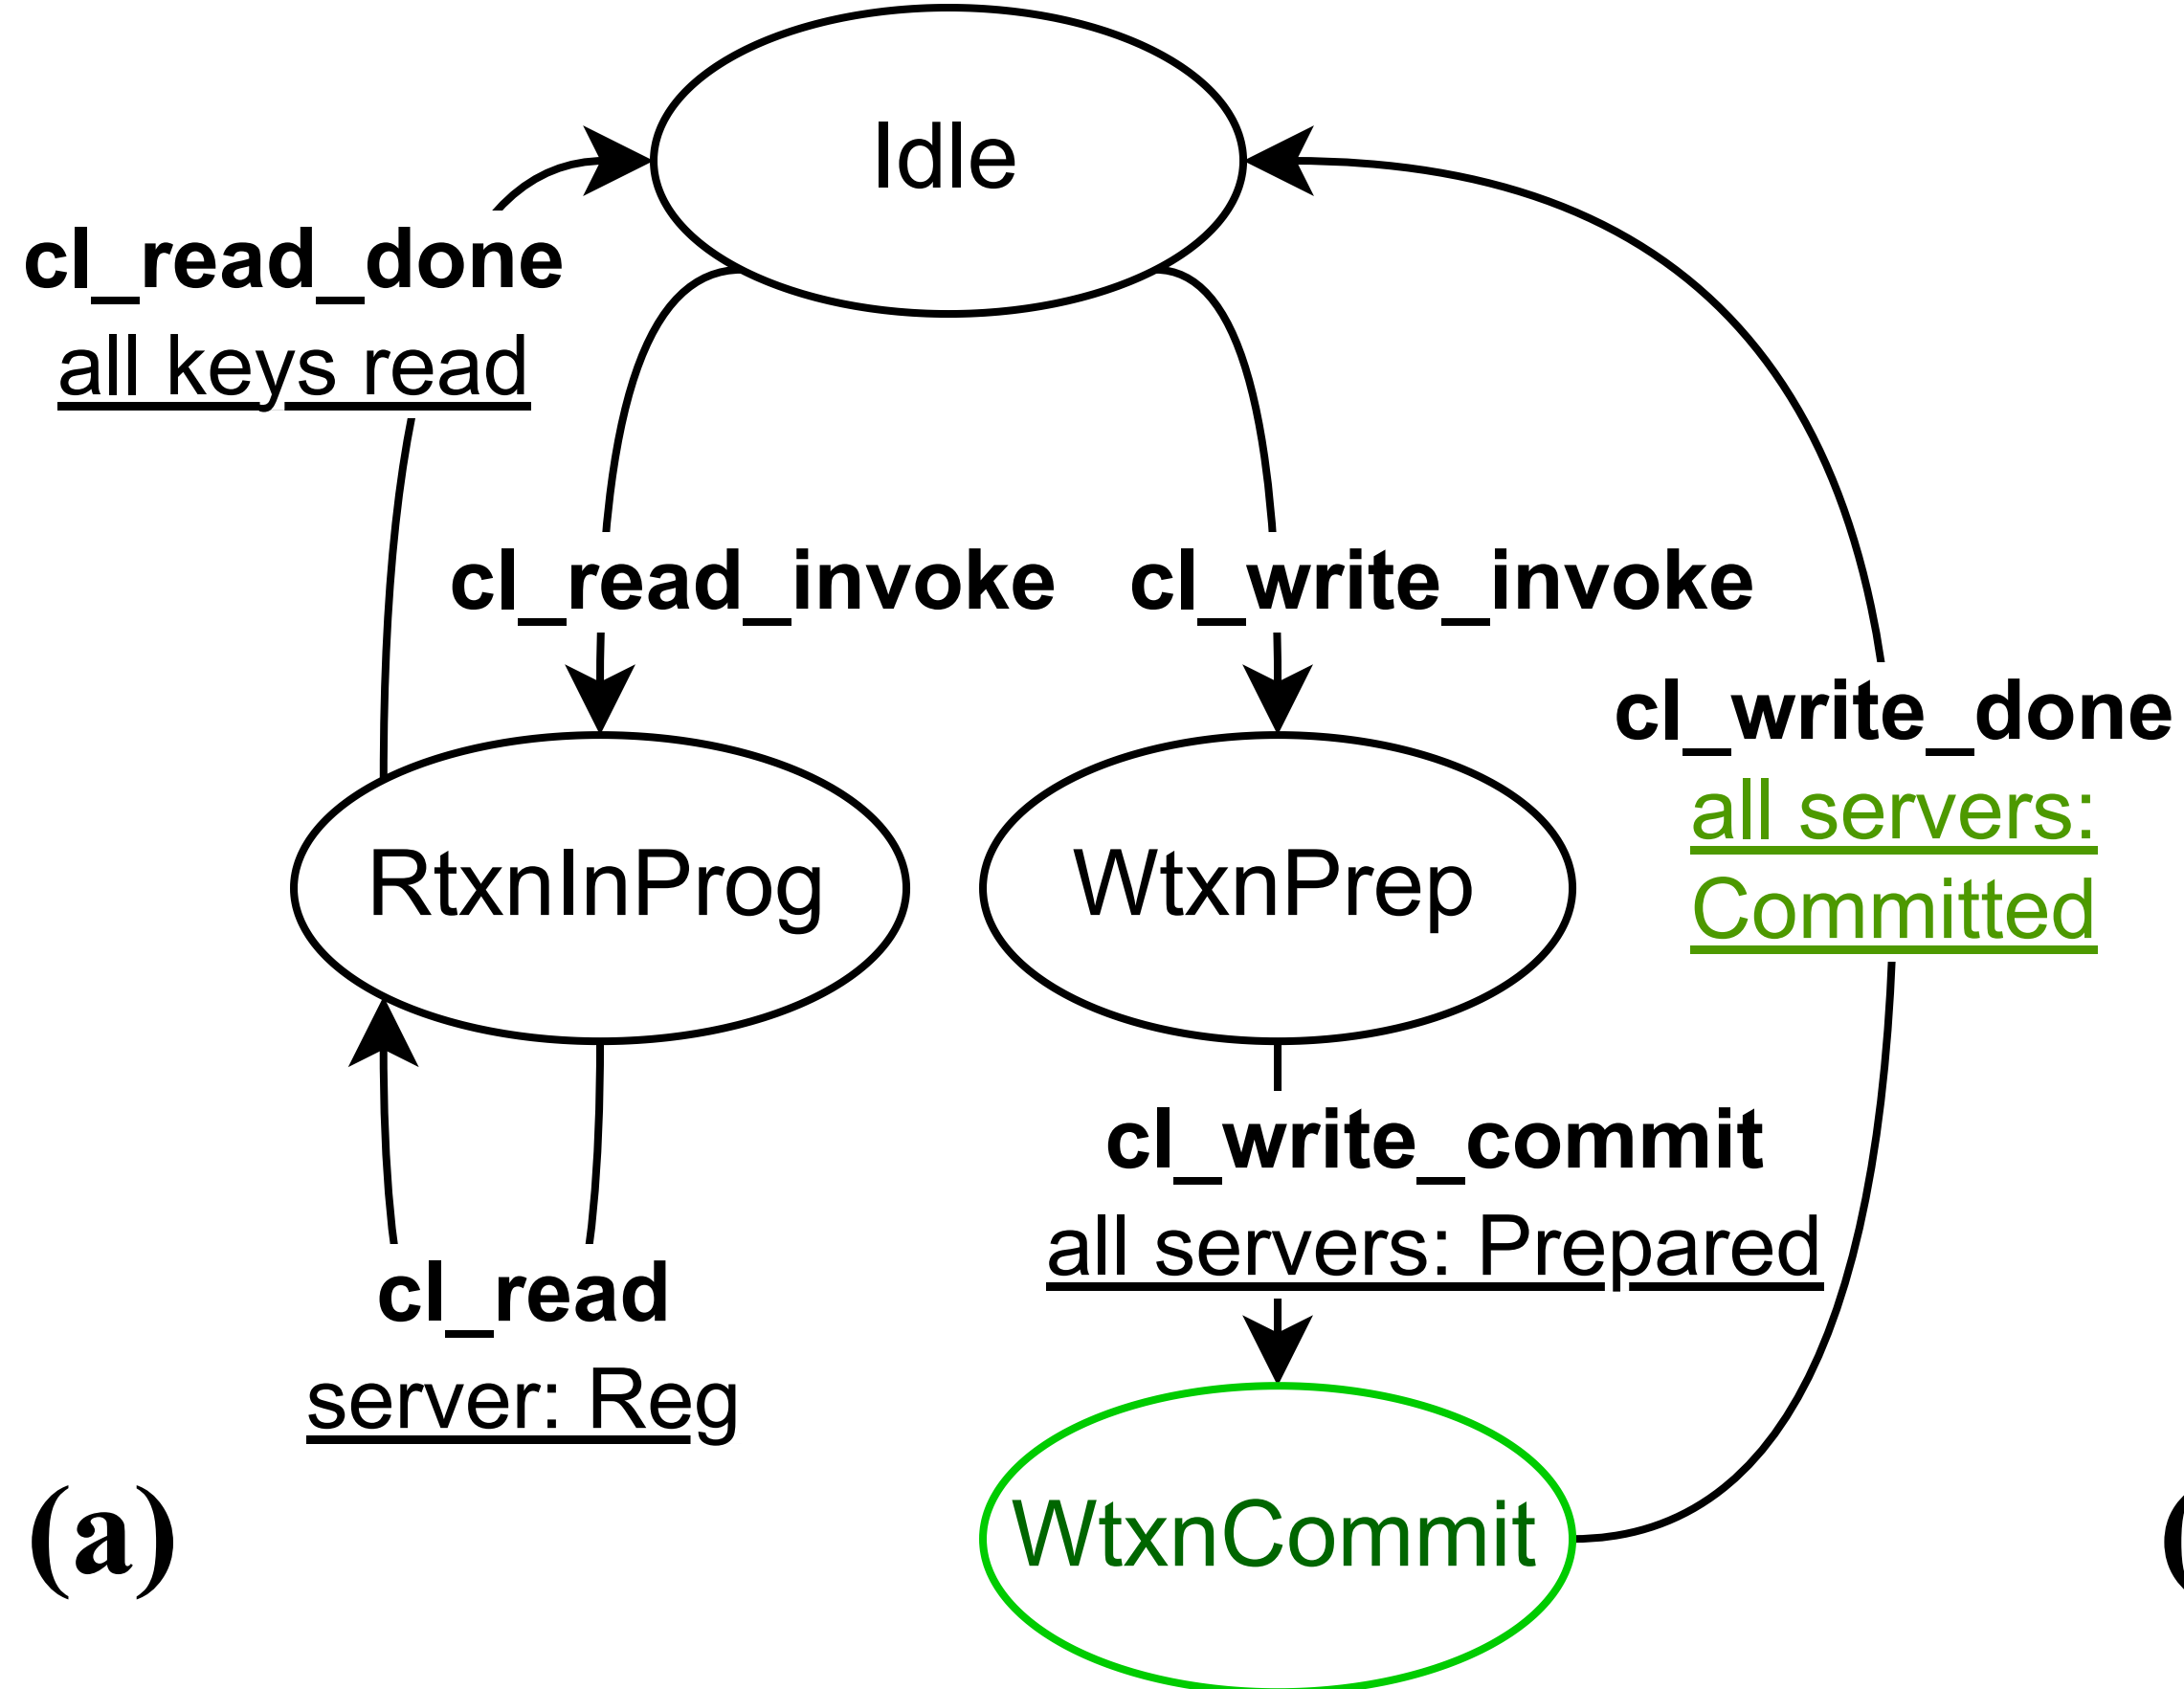 Idle
cl_read_done
all keys read
cl_read_invoke
cl_write_invoke
cl_write_done
all servers:
Committed
RtxnInProg
WtxnPrep
cl_write_commit
all servers: Prepared
cl_read
server: Reg
WtxnCommit
(a)
(